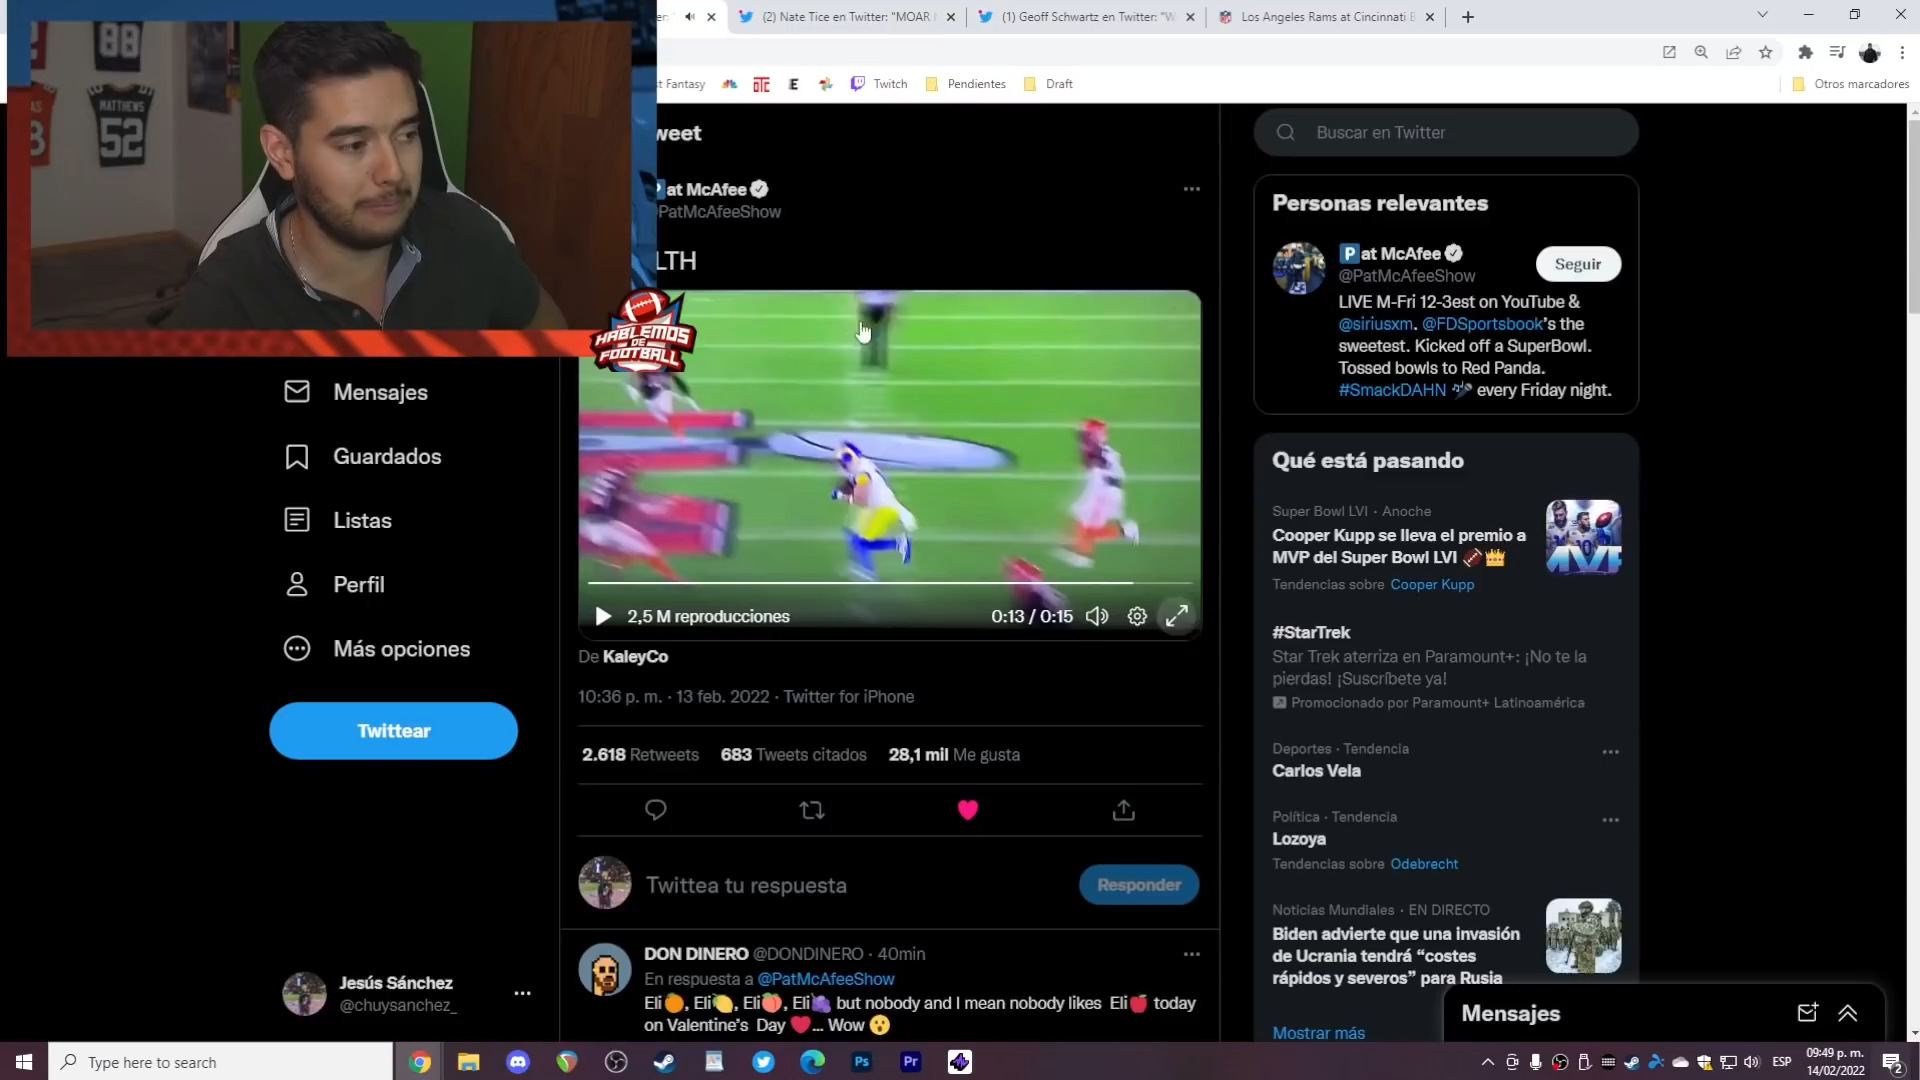 88
MATTHEWS
52
(2) Nate Tice en Twitter: "MOAR
(1) Geoff Schwartz en Twitter: "W
Los Angeles Rams at Cincinnati B
st Fantasy
E
Twitch
Pendientes
Draft
Otros marcadores
weet
Buscar en Twitter
Pat McAfee
PatMcAfeeShow
LTH
HABLEMOS
DE
FOOTBALL
Personas relevantes
Pat McAfee
@PatMcAfeeShow
Seguir
LIVE M-Fri 12-3est on YouTube &
@siriusxm. @FDSportsbook's the
sweetest. Kicked off a SuperBowl.
Tossed bowls to Red Panda.
#SmackDAHN 🎤 every Friday night.
Mensajes
Guardados
Listas
Perfil
Más opciones
Twittear
2,5 M reproducciones
0:13 / 0:15
De KaleyCo
10:36 p. m. · 13 feb. 2022 · Twitter for iPhone
2.618 Retweets 683 Tweets citados 28,1 mil Me gusta
Twittea tu respuesta
Responder
DON DINERO @DONDINERO · 40min
En respuesta a @PatMcAfeeShow
Eli🍊, Eli🍋, Eli🍑, Eli🍇 but nobody and I mean nobody likes Eli🍎 today
on Valentine's Day ❤️... Wow 😮
Qué está pasando
Super Bowl LVI · Anoche
Cooper Kupp se lleva el premio a
MVP del Super Bowl LVI 🏈👑
Tendencias sobre Cooper Kupp
#StarTrek
Star Trek aterriza en Paramount+: ¡No te la
pierdas! ¡Suscríbete ya!
Promocionado por Paramount+ Latinoamérica
Deportes · Tendencia
Carlos Vela
Política · Tendencia
Lozoya
Tendencias sobre Odebrecht
Noticias Mundiales · EN DIRECTO
Biden advierte que una invasión
de Ucrania tendrá "costes
rápidos y severos" para Rusia
Mostrar más
Mensajes
Jesús Sánchez
@chuysanchez_
Type here to search
Ps
Pr
ESP
09:49 p. m.
14/02/2022
2